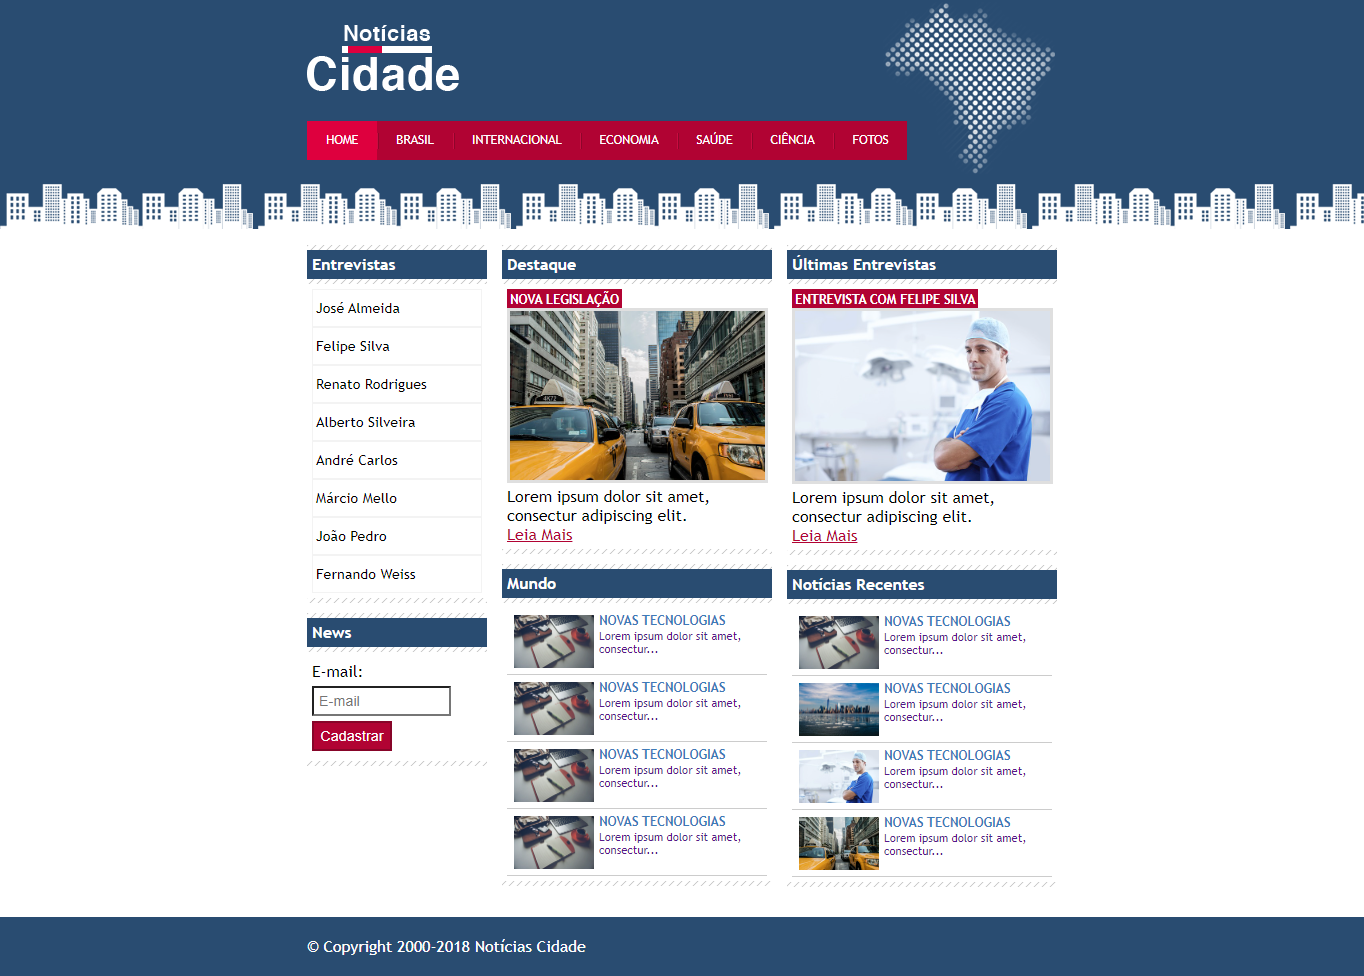 Notícias
Cidade
HOME BRASIL INTERNACIONAL ECONOMIA SAÚDE CIÊNCIA FOTOS
Entrevistas
José Almeida
Felipe Silva
Renato Rodrigues
Alberto Silveira
André Carlos
Márcio Mello
João Pedro
Fernando Weiss
News
E-mail:
E-mail
Cadastrar
Destaque
NOVA LEGISLAÇÃO
Lorem ipsum dolor sit amet,
consectur adipiscing elit.
Leia Mais
Mundo
NOVAS TECNOLOGIAS
Lorem ipsum dolor sit amet,
consectur...
NOVAS TECNOLOGIAS
Lorem ipsum dolor sit amet,
consectur...
NOVAS TECNOLOGIAS
Lorem ipsum dolor sit amet,
consectur...
NOVAS TECNOLOGIAS
Lorem ipsum dolor sit amet,
consectur...
Últimas Entrevistas
ENTREVISTA COM FELIPE SILVA
Lorem ipsum dolor sit amet,
consectur adipiscing elit.
Leia Mais
Notícias Recentes
NOVAS TECNOLOGIAS
Lorem ipsum dolor sit amet,
consectur...
NOVAS TECNOLOGIAS
Lorem ipsum dolor sit amet,
consectur...
NOVAS TECNOLOGIAS
Lorem ipsum dolor sit amet,
consectur...
NOVAS TECNOLOGIAS
Lorem ipsum dolor sit amet,
consectur...
© Copyright 2000-2018 Notícias Cidade